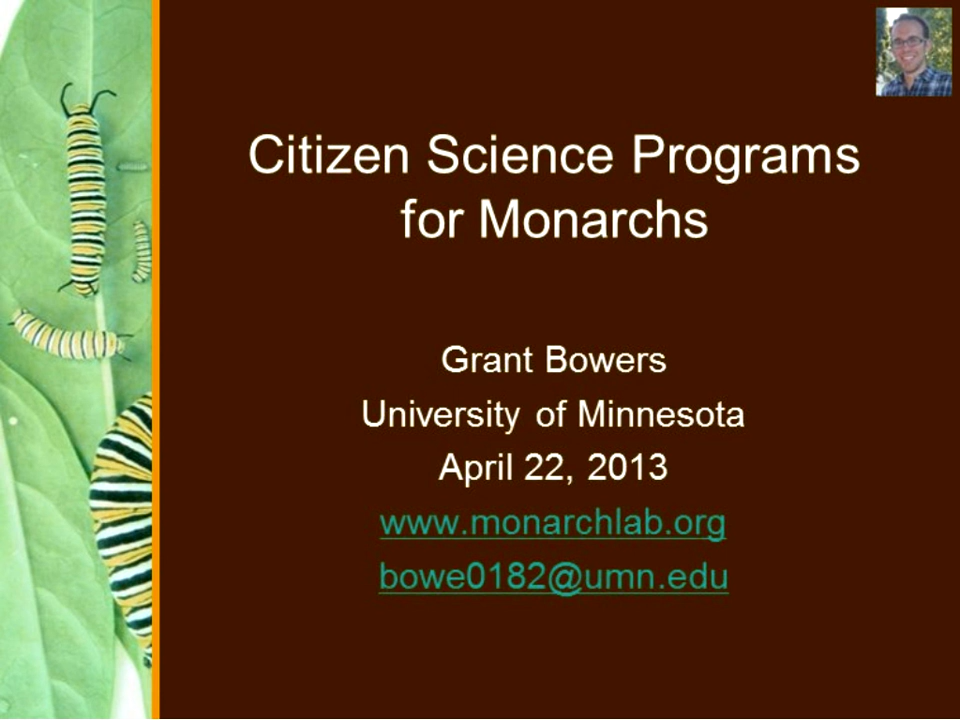 Citizen Science Programs
for Monarchs
Grant Bowers
University of Minnesota
April 22, 2013
www.monarchlab.org
bowe0182@umn.edu